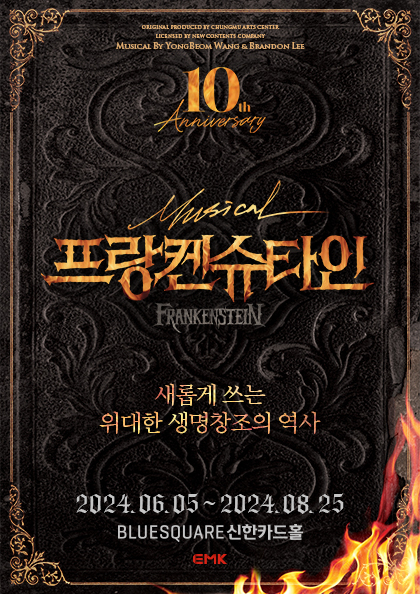 ORIGINAL PRODUCED BY CHUNGMU ARTS CENTER
LICENSED BY NEW CONTENTS COMPANY
MUSICAL BY YONGBEOM WANG & BRANDON LEE
10th
Anniversary
Musical
프랑켄슈타인
FRANKENSTEIN
새롭게 쓰는
위대한 생명창조의 역사
2024.06.05 ~ 2024.08.25
BLUESQUARE 신한카드홀
EMK